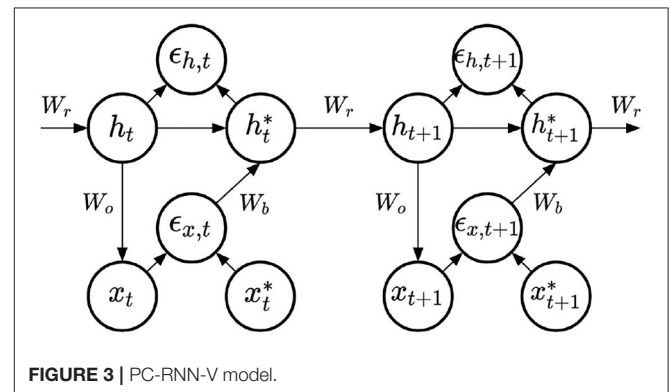 ϵ_{h,t} ϵ_{h,t+1}
W_r h_t h_t^* W_r h_{t+1} h_{t+1}^* W_r
W_o ϵ_{x,t} W_b W_o ϵ_{x,t+1} W_b
x_t x_t^* x_{t+1} x_{t+1}^*
FIGURE 3 | PC-RNN-V model.